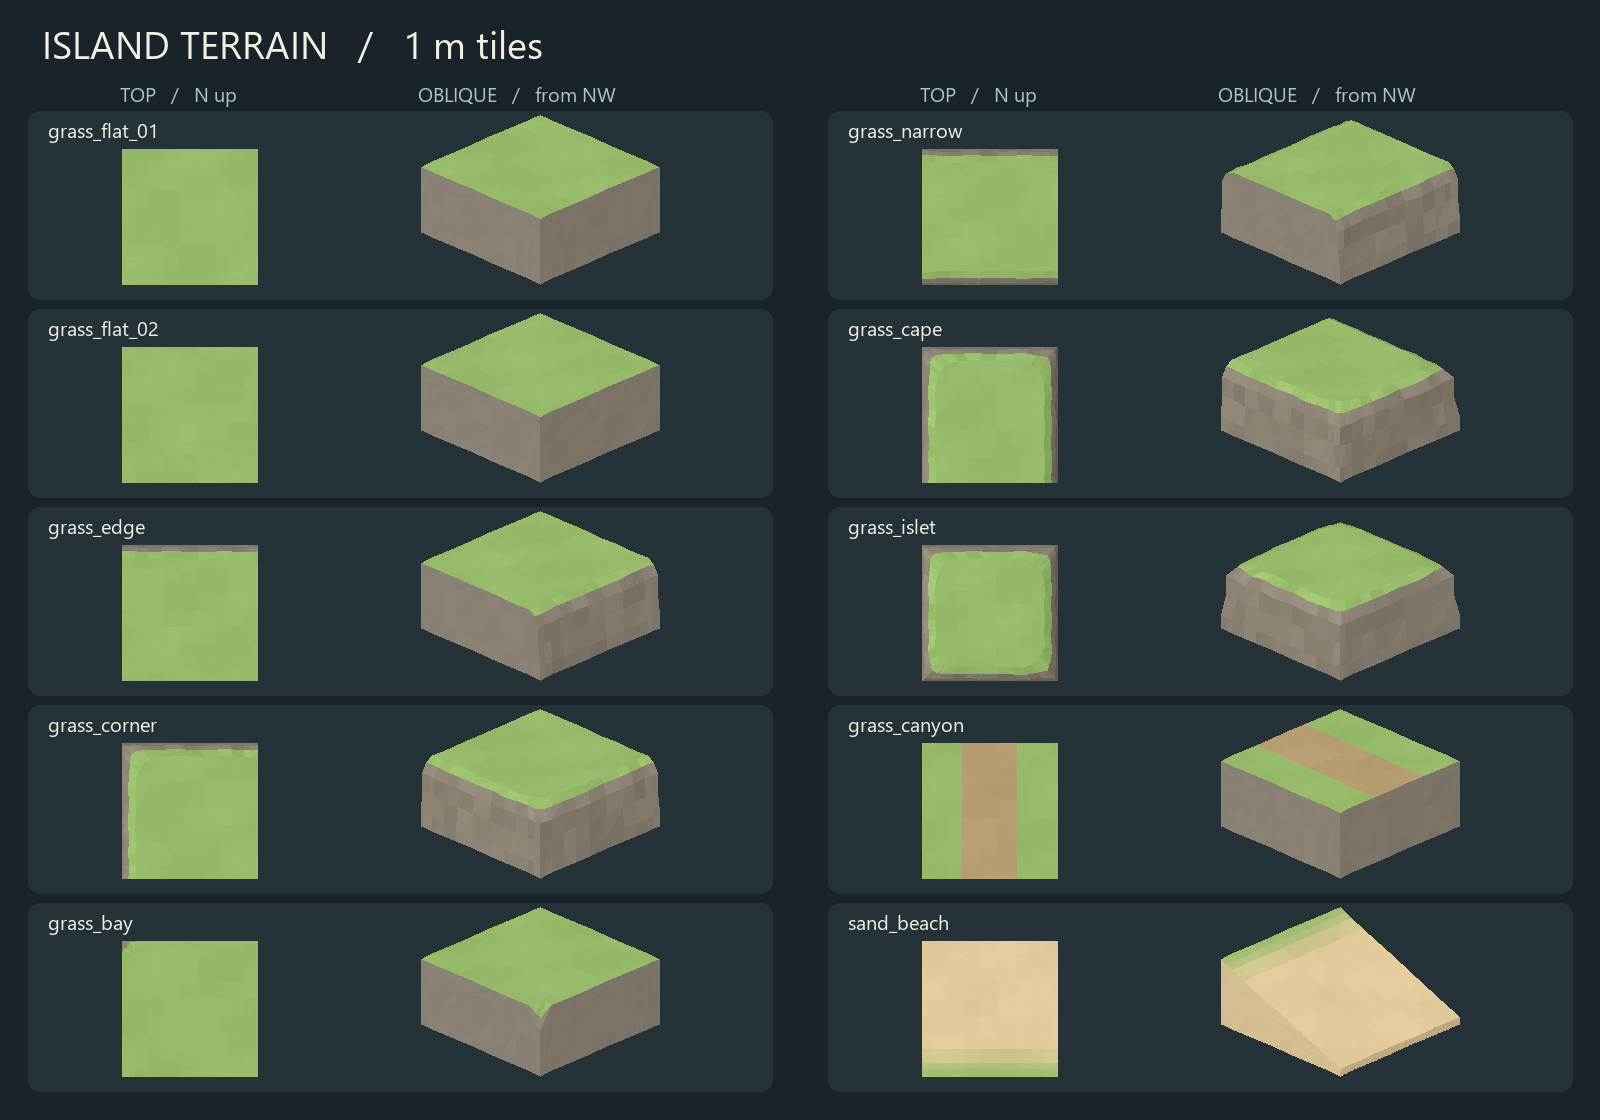 ISLAND TERRAIN / 1 m tiles
TOP / N up
OBLIQUE / from NW
TOP / N up
OBLIQUE / from NW
grass_flat_01
grass_narrow
grass_flat_02
grass_cape
grass_edge
grass_islet
grass_corner
grass_canyon
grass_bay
sand_beach